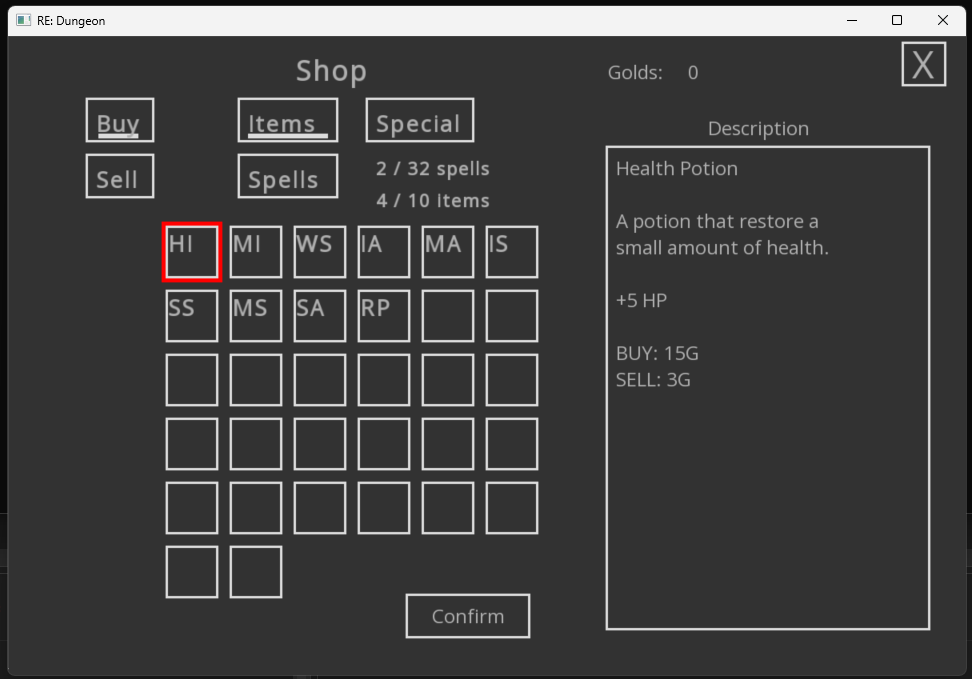 RE: Dungeon
Shop
Golds: 0
X
Buy
Items
Special
Description
Sell
Spells
2 / 32 spells
4 / 10 items
HI
MI
WS
IA
MA
IS
SS
MS
SA
RP
Health Potion
A potion that restore a
small amount of health.
+5 HP
BUY: 15G
SELL: 3G
Confirm